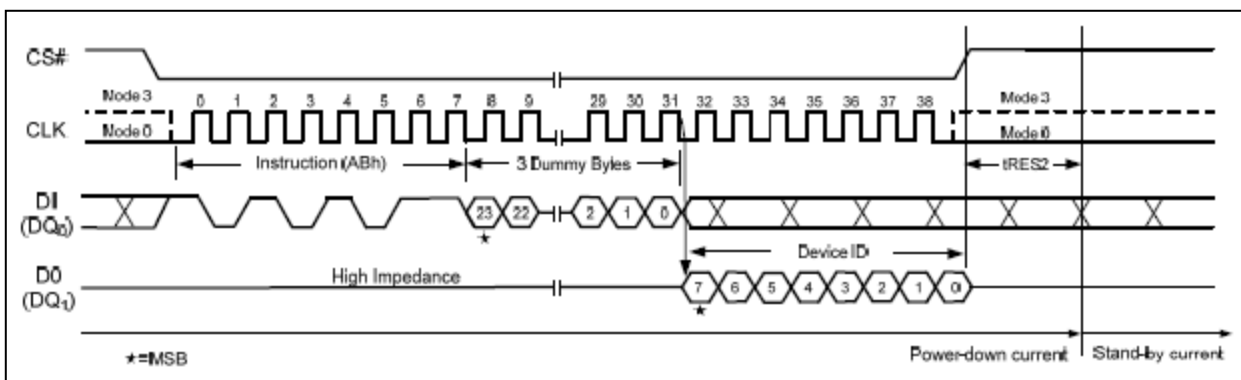 CS#
Mode 3
0 1 2 3 4 5 6 7 8 9 29 30 31 32 33 34 35 36 37 38
Mode 3
CLK
Mode 0
Mode 0
Instruction (ABh)
3 Dummy Byles
tRES2
DI
(DQ0)
23 22 2 1 0
★
Device ID
High Impedance
DO
(DQ1)
7 6 5 4 3 2 1 0
★
★=MSB
Power-down current
Stand-by current